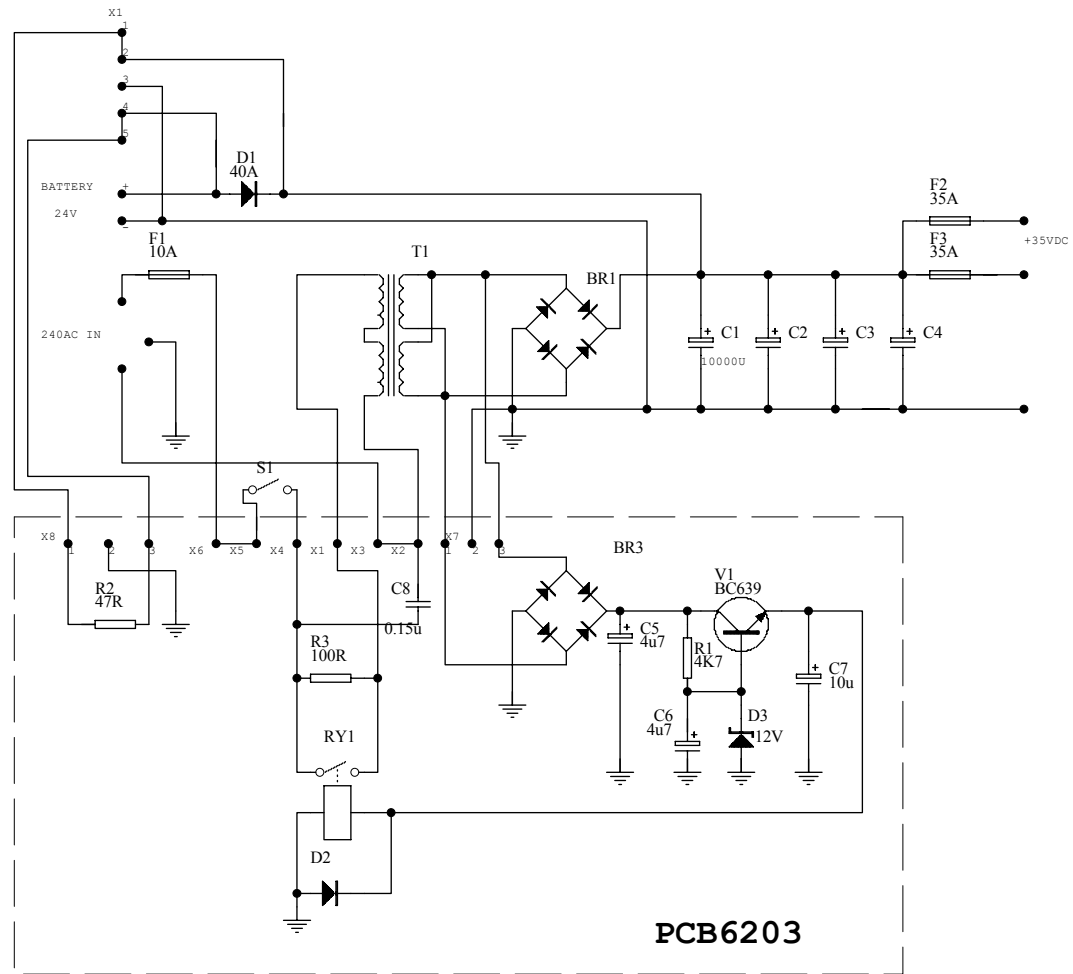 X1
1
2
3
4
5
D1
40A
BATTERY
+
24V
-
F1
10A
F2
35A
+35VDC
F3
35A
T1
BR1
240AC IN
+
C1
10000U
+
C2
+
C3
+
C4
S1
X8
1
2
3
X6
X5
X4
X1
X3
X2
X7
1
2
3
BR3
R2
47R
C8
0.15u
V1
BC639
+
C5
4u7
R1
4K7
R3
100R
+
C7
10u
C6
4u7
+
D3
12V
RY1
D2
PCB6203